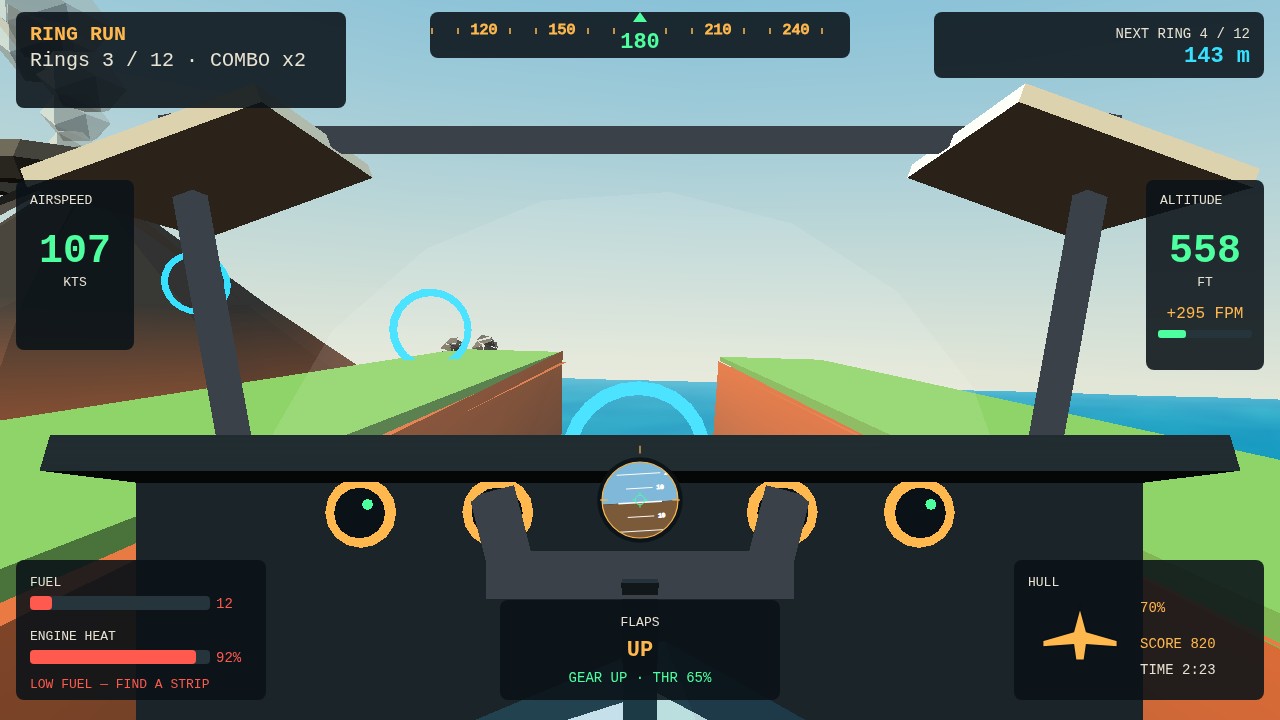 RING RUN
Rings 3 / 12 · COMBO x2
120 150 210 240
180
NEXT RING 4 / 12
143 m
AIRSPEED
107
KTS
ALTITUDE
558
FT
+295 FPM
10
10
FUEL
12
ENGINE HEAT
92%
LOW FUEL — FIND A STRIP
FLAPS
UP
GEAR UP · THR 65%
HULL
70%
SCORE 820
TIME 2:23